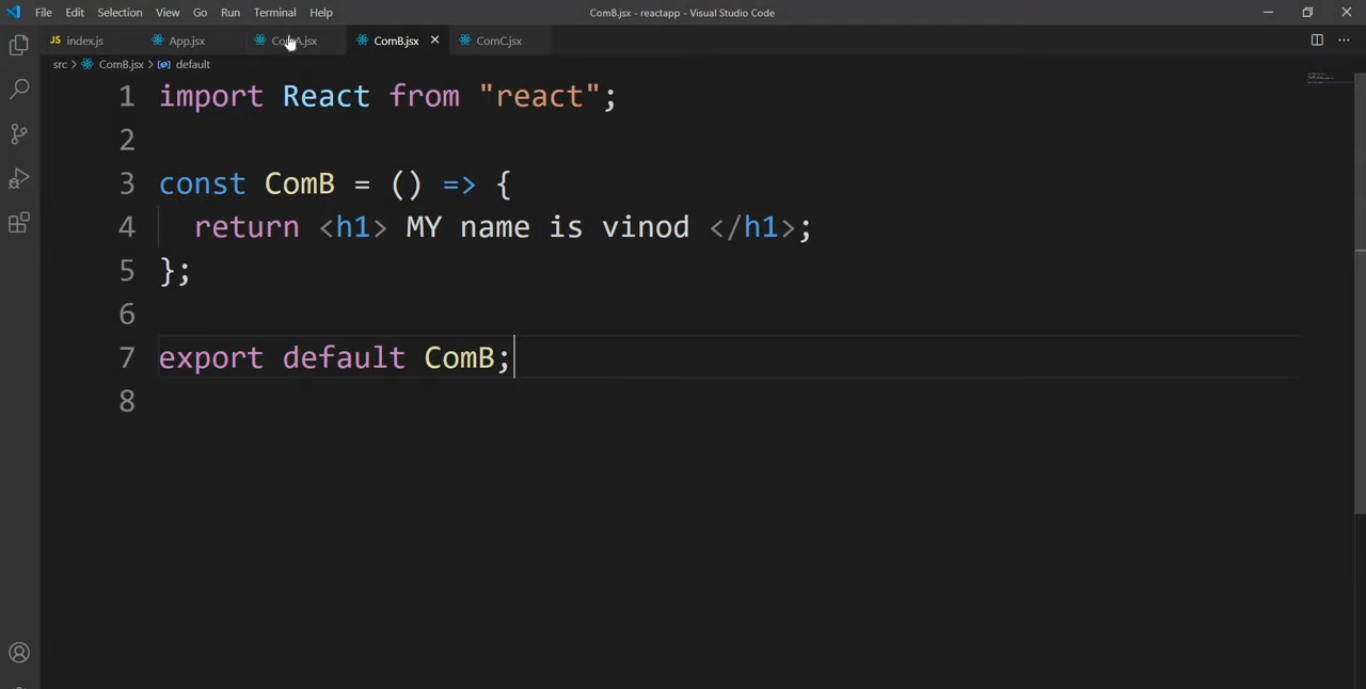 File Edit Selection View Go Run Terminal Help ComB.jsx - reactapp - Visual Studio Code
JS index.js App.jsx ComB.jsx ComC.jsx
src > ComB.jsx > default
1 import React from "react";
2
3 const ComB = () => {
4 return <h1> MY name is vinod </h1>;
5 };
6
7 export default ComB;
8